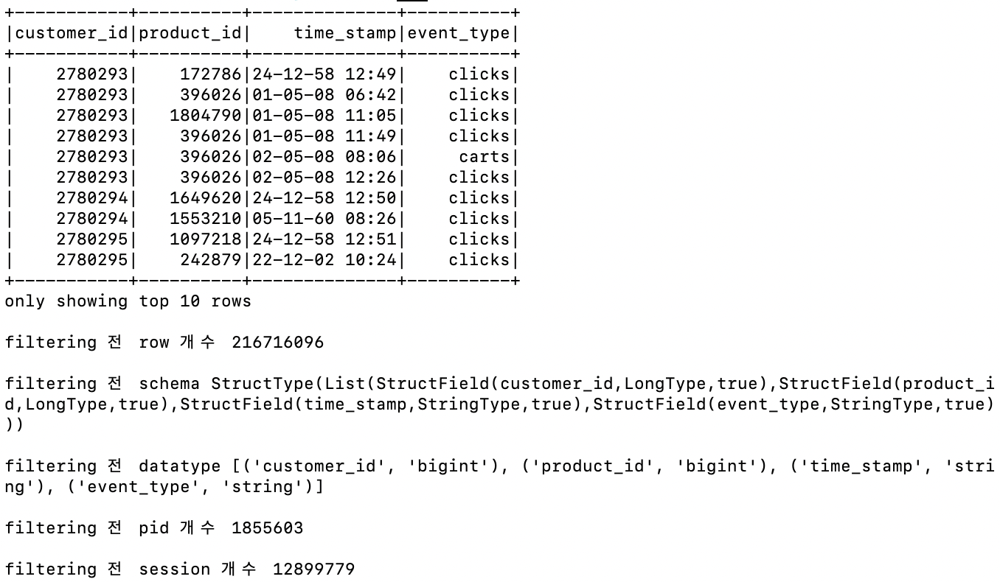 +-----------+----------+--------------+----------+
|customer_id|product_id|    time_stamp|event_type|
+-----------+----------+--------------+----------+
|    2780293|    172786|24-12-58 12:49|    clicks|
|    2780293|    396026|01-05-08 06:42|    clicks|
|    2780293|   1804790|01-05-08 11:05|    clicks|
|    2780293|    396026|01-05-08 11:49|    clicks|
|    2780293|    396026|02-05-08 08:06|     carts|
|    2780293|    396026|02-05-08 12:26|    clicks|
|    2780294|   1649620|24-12-58 12:50|    clicks|
|    2780294|   1553210|05-11-60 08:26|    clicks|
|    2780295|   1097218|24-12-58 12:51|    clicks|
|    2780295|    242879|22-12-02 10:24|    clicks|
+-----------+----------+--------------+----------+
only showing top 10 rows
filtering 전 row 개수 216716096
filtering 전 schema StructType(List(StructField(customer_id,LongType,true),StructField(product_i
d,LongType,true),StructField(time_stamp,StringType,true),StructField(event_type,StringType,true)
))
filtering 전 datatype [('customer_id', 'bigint'), ('product_id', 'bigint'), ('time_stamp', 'stri
ng'), ('event_type', 'string')]
filtering 전 pid 개수 1855603
filtering 전 session 개수 12899779